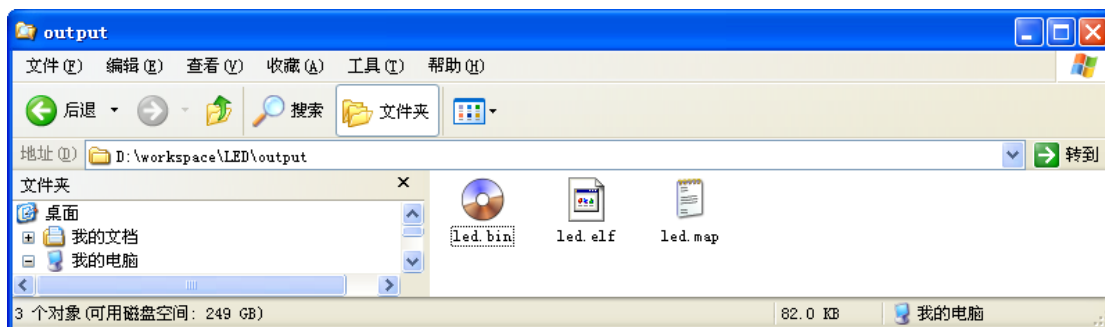 output
文件(F) 编辑(E) 查看(V) 收藏(A) 工具(T) 帮助(H)
后退 搜索 文件夹
地址(D) D:\workspace\LED\output 转到
文件夹
桌面
我的文档
我的电脑
led.bin led.elf led.map
3 个对象(可用磁盘空间: 249 GB) 82.0 KB 我的电脑